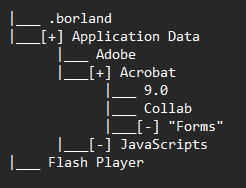 |___ .borland
|___[+] Application Data
|___ Adobe
|___[+] Acrobat
|___ 9.0
|___ Collab
|___[-] "Forms"
|___[-] JavaScripts
|___ Flash Player